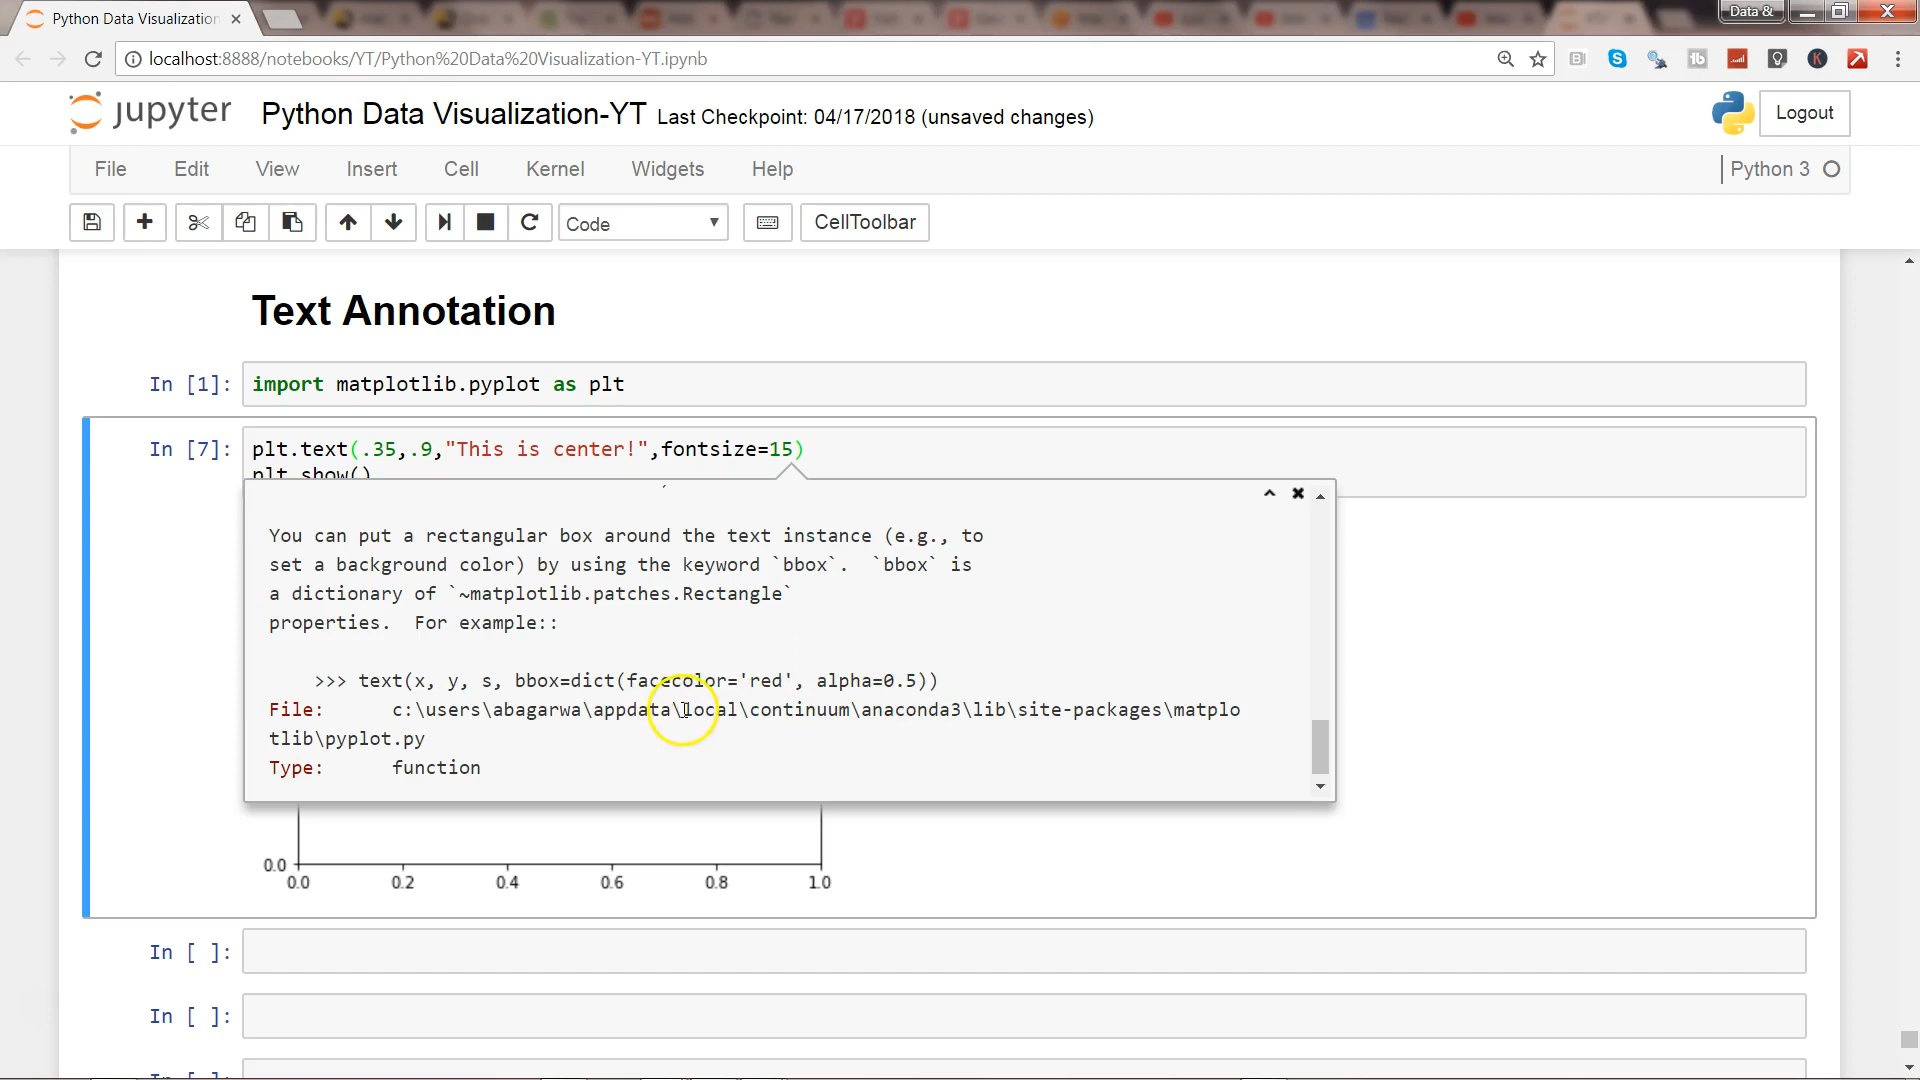 Python Data Visualization
Data &
localhost:8888/notebooks/YT/Python%20Data%20Visualization-YT.ipynb
jupyter Python Data Visualization-YT Last Checkpoint: 04/17/2018 (unsaved changes)
Logout
File Edit View Insert Cell Kernel Widgets Help
Python 3
Code
CellToolbar
Text Annotation
In [1]: import matplotlib.pyplot as plt
In [7]: plt.text(.35,.9,"This is center!",fontsize=15)
plt.show()
You can put a rectangular box around the text instance (e.g., to
set a background color) by using the keyword `bbox`.  `bbox` is
a dictionary of `~matplotlib.patches.Rectangle`
properties.  For example::
>>> text(x, y, s, bbox=dict(facecolor='red', alpha=0.5))
File: c:\users\abagarwa\appdata\local\continuum\anaconda3\lib\site-packages\matplo
tlib\pyplot.py
Type: function
0.0
0.0 0.2 0.4 0.6 0.8 1.0
In [ ]:
In [ ]: